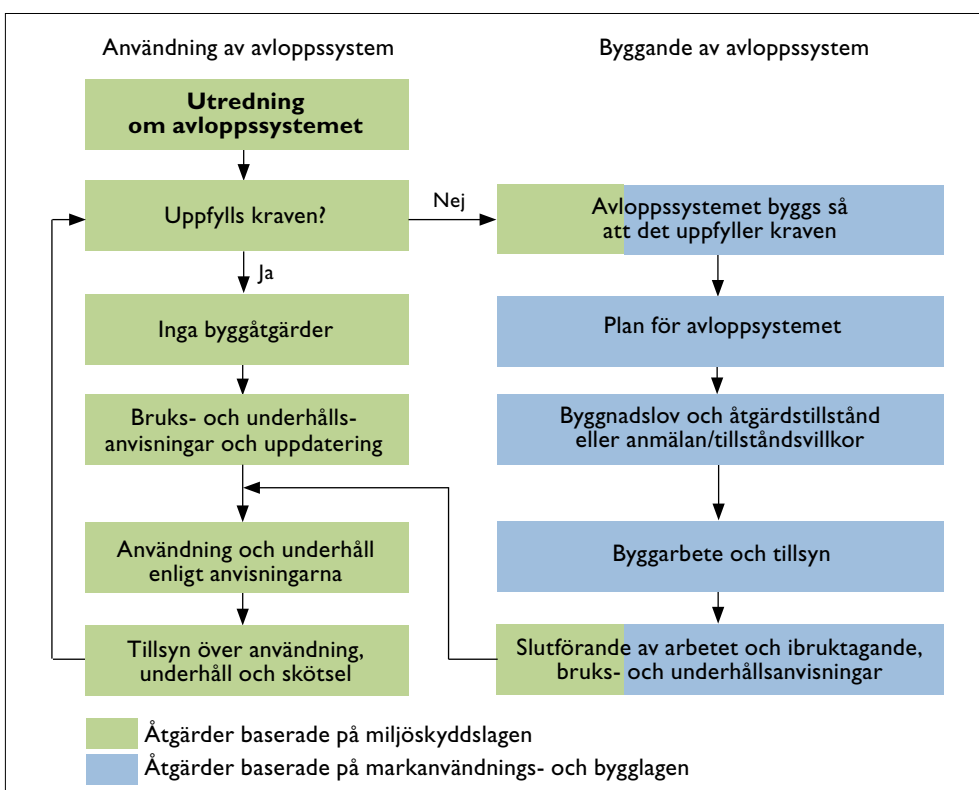 Användning av avloppssystem
Byggande av avloppssystem
Utredning
om avloppssystemet
Uppfylls kraven?
Nej
Avloppssystemet byggs så
att det uppfyller kraven
Ja
Inga byggåtgärder
Plan för avloppsystemet
Bruks- och underhålls-
anvisningar och uppdatering
Byggnadslov och åtgärdstillstånd
eller anmälan/tillståndsvillkor
Användning och underhåll
enligt anvisningarna
Byggarbete och tillsyn
Tillsyn över användning,
underhåll och skötsel
Slutförande av arbetet och ibruktagande,
bruks- och underhållsanvisningar
Åtgärder baserade på miljöskyddslagen
Åtgärder baserade på markanvändnings- och bygglagen